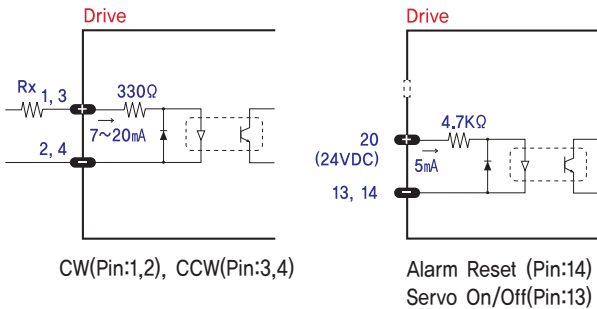 Drive
Rx
1, 3
330Ω
7~20mA
2, 4
CW(Pin:1,2), CCW(Pin:3,4)
Drive
20
(24VDC)
4.7KΩ
5mA
13, 14
Alarm Reset (Pin:14)
Servo On/Off(Pin:13)